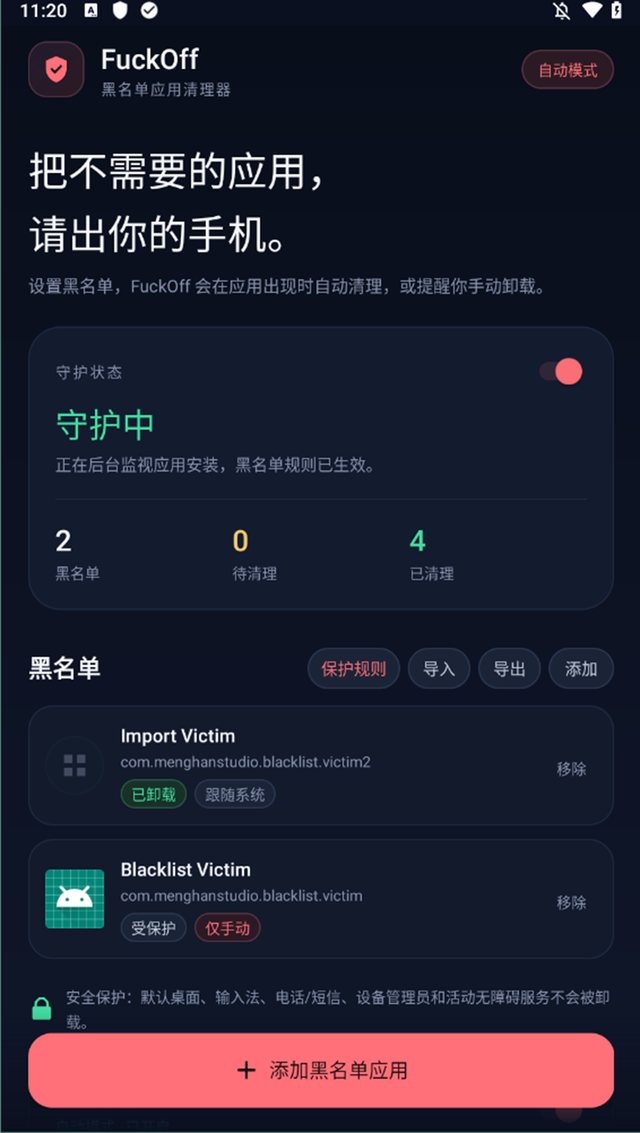 11:20
FuckOff
黑名单应用清理器
自动模式
把不需要的应用，
请出你的手机。
设置黑名单，FuckOff 会在应用出现时自动清理，或提醒你手动卸载。
守护状态
守护中
正在后台监视应用安装，黑名单规则已生效。
2 0 4
黑名单 待清理 已清理
黑名单 保护规则 导入 导出 添加
Import Victim
com.menghanstudio.blacklist.victim2
已卸载 跟随系统
移除
Blacklist Victim
com.menghanstudio.blacklist.victim
受保护 仅手动
移除
安全保护：默认桌面、输入法、电话/短信、设备管理员和活动无障碍服务不会被卸
载。
+ 添加黑名单应用